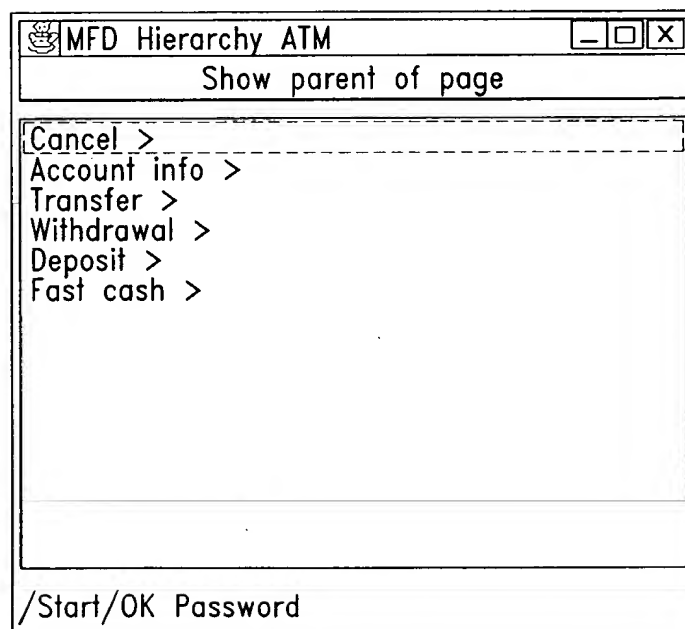 MFD Hierarchy ATM
Show parent of page
Cancel >
Account info >
Transfer >
Withdrawal >
Deposit >
Fast cash >
/Start/OK Password